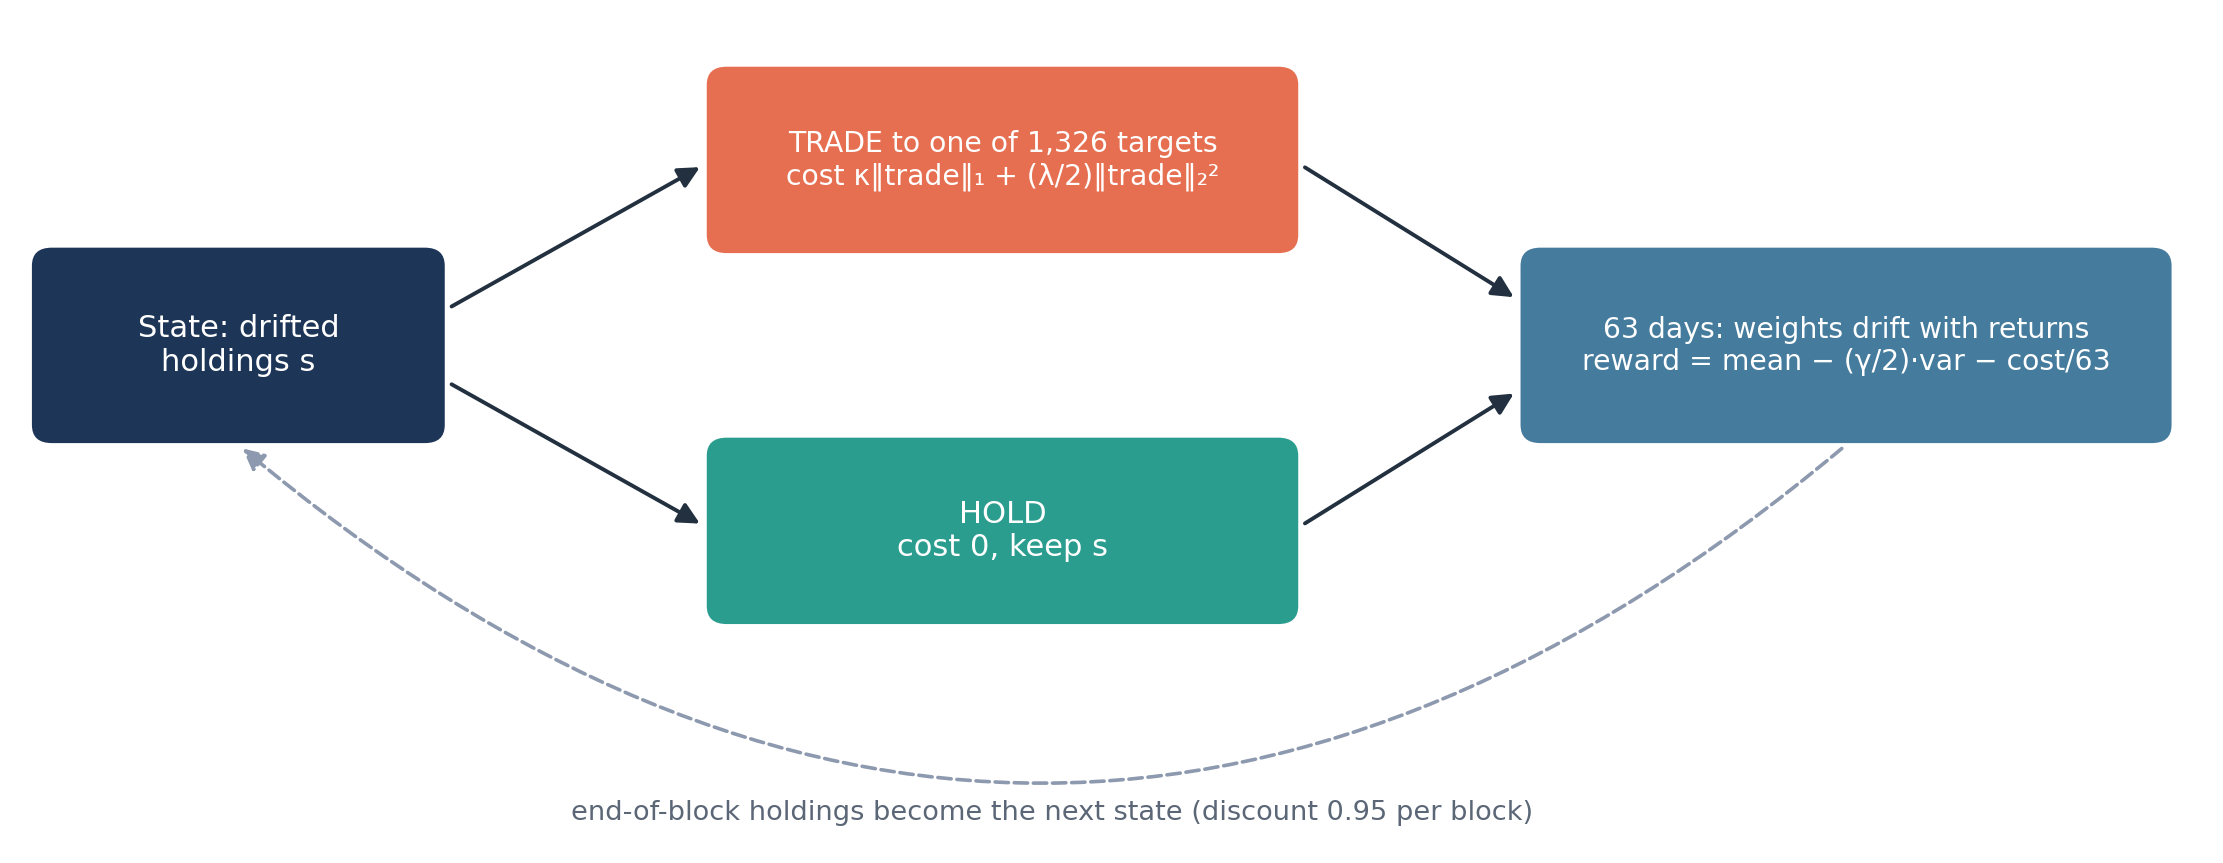 TRADE to one of 1,326 targets
cost κ‖trade‖₁ + (λ/2)‖trade‖₂²
State: drifted
holdings s
63 days: weights drift with returns
reward = mean − (γ/2)·var − cost/63
HOLD
cost 0, keep s
end-of-block holdings become the next state (discount 0.95 per block)